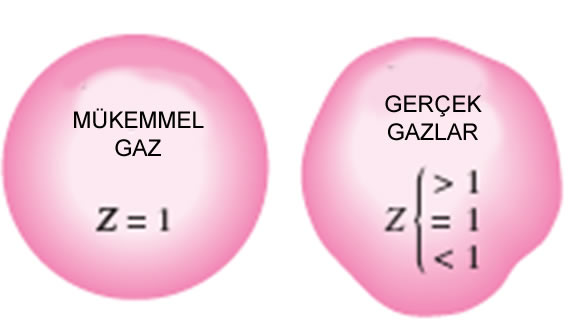 MÜKEMMEL
GAZ
Z = 1
GERÇEK
GAZLAR
Z { > 1
= 1
< 1